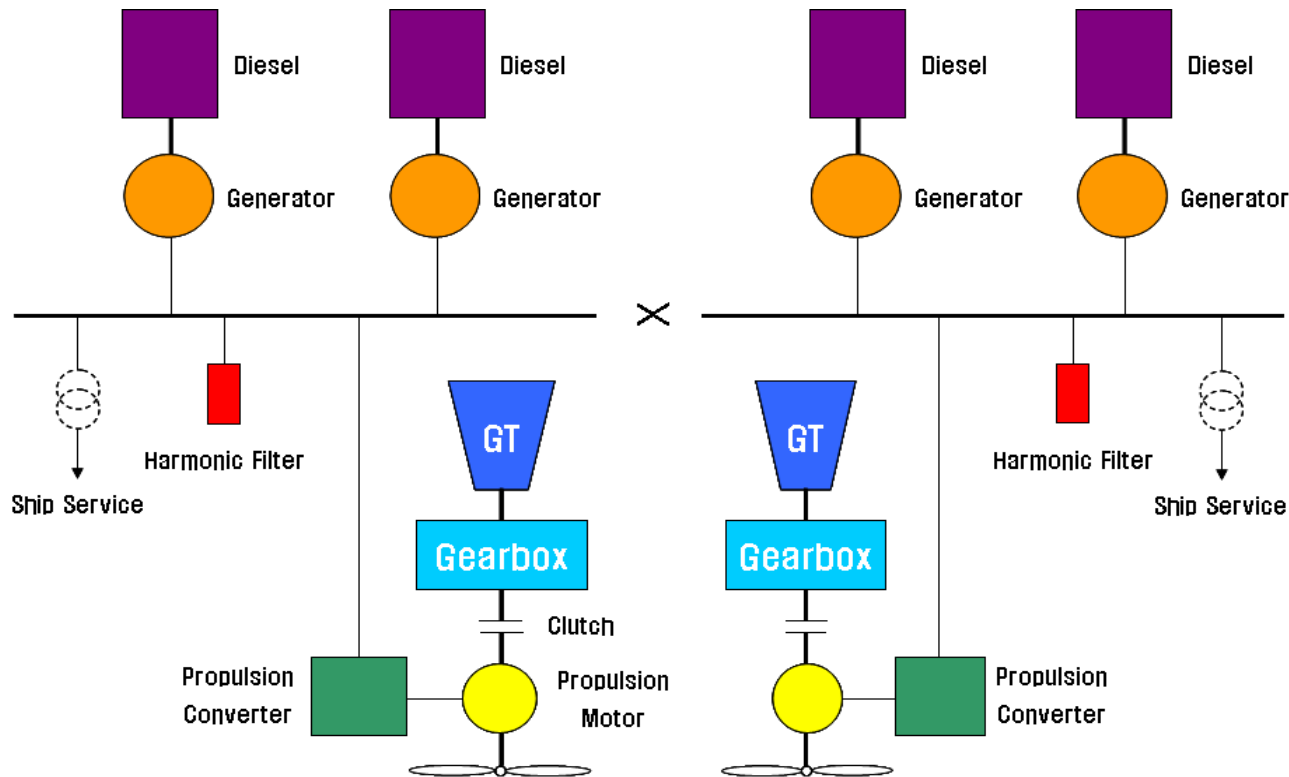 Diesel
Diesel
Diesel
Diesel
Generator
Generator
Generator
Generator
GT
GT
Harmonic Filter
Harmonic Filter
Ship Service
Ship Service
Gearbox
Gearbox
Clutch
Propulsion
Converter
Propulsion
Motor
Propulsion
Converter